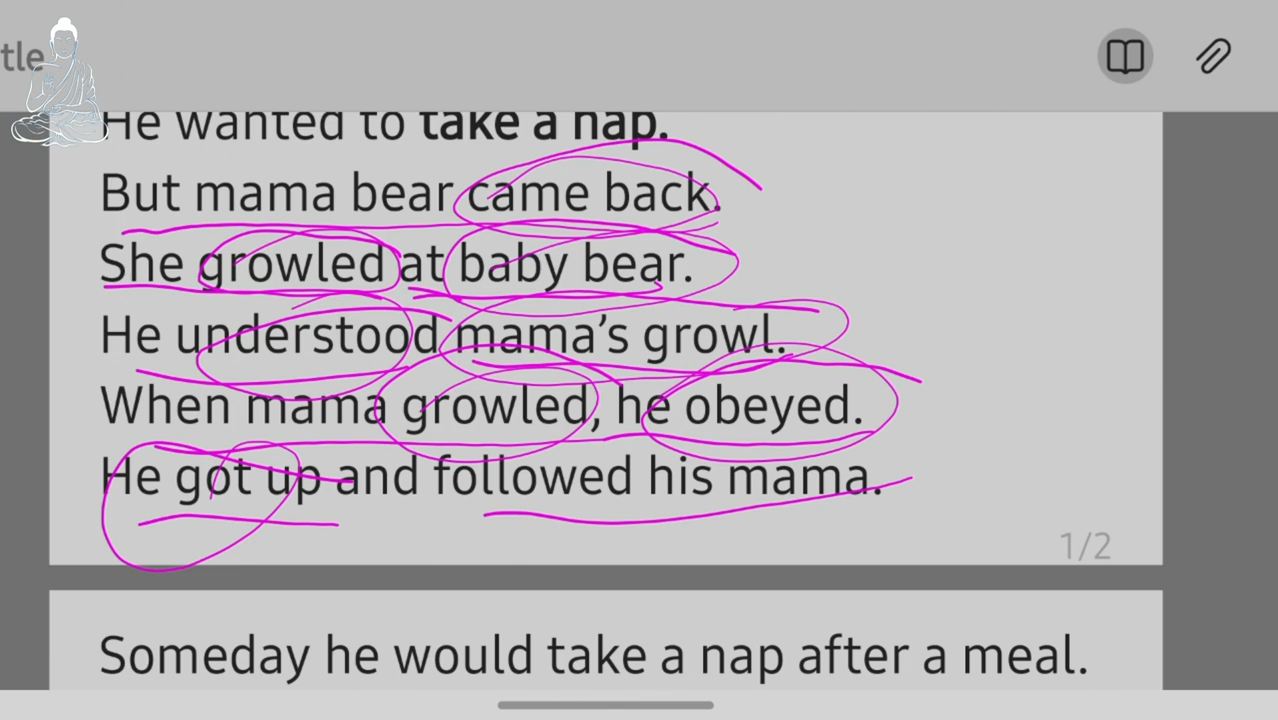 tle
He wanted to take a nap.
But mama bear came back.
She growled at baby bear.
He understood mama's growl.
When mama growled, he obeyed.
He got up and followed his mama.
1/2
Someday he would take a nap after a meal.